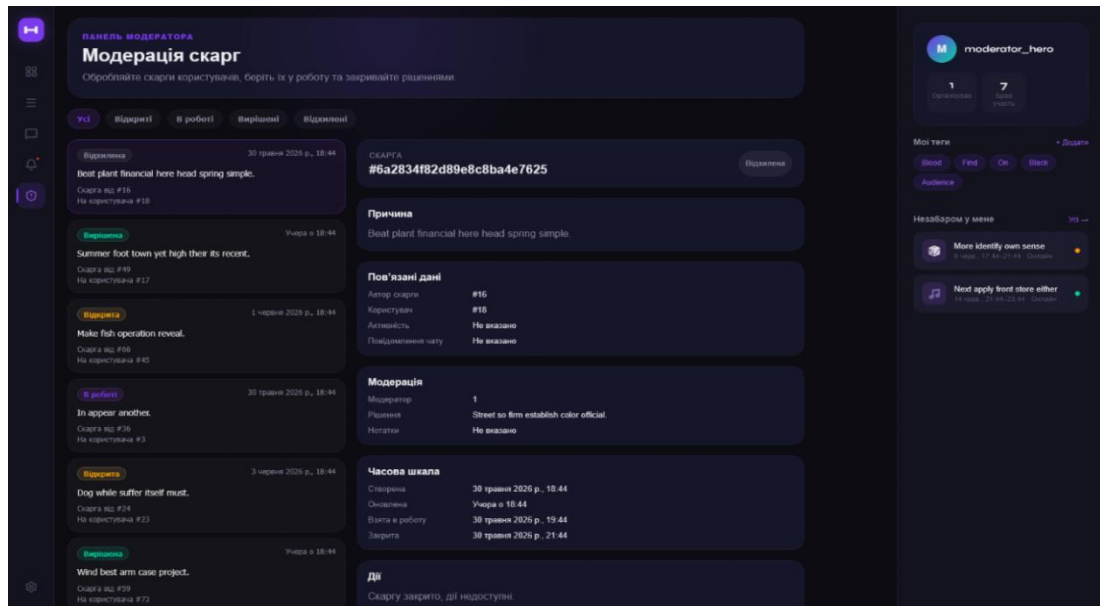 ПАНЕЛЬ МОДЕРАТОРА
Модерація скарг
Обробляйте скарги користувачів, беріть їх у роботу та закривайте рішеннями.
Усі
Відкриті
В роботі
Вирішені
Відхилені
Відхилена
30 травня 2026 р., 18:44
Beat plant financial here head spring simple.
Скарга від #16
На користувача #18
Вирішена
Учора о 18:44
Summer foot town yet high their its recent.
Скарга від #49
На користувача #17
Відкрита
1 червня 2026 р., 18:44
Make fish operation reveal.
Скарга від #66
На користувача #45
В роботі
30 травня 2026 р., 18:44
In appear another.
Скарга від #36
На користувача #3
Відкрита
3 червня 2026 р., 18:44
Dog while suffer itself must.
Скарга від #24
На користувача #23
Вирішена
Учора о 18:44
Wind best arm case project.
Скарга від #59
На користувача #73
СКАРГА
#6a2834f82d89e8c8ba4e7625
Відхилена
Причина
Beat plant financial here head spring simple.
Пов'язані дані
Автор скарги #16
Користувач #18
Активність Не вказано
Повідомлення чату Не вказано
Модерація
Модератор 1
Рішення Street so firm establish color official.
Нотатки Не вказано
Часова шкала
Створена 30 травня 2026 р., 18:44
Оновлена Учора о 18:44
Взята в роботу 30 травня 2026 р., 19:44
Закрита 30 травня 2026 р., 21:44
Дії
Скаргу закрито, дії недоступні.
M
moderator_hero
1
Організував
7
Брав участь
Мої теги
+ Додати
Blood
Find
On
Black
Audience
Незабаром у мене
Усі →
More identify own sense
Онлайн
Next apply front store either
Онлайн